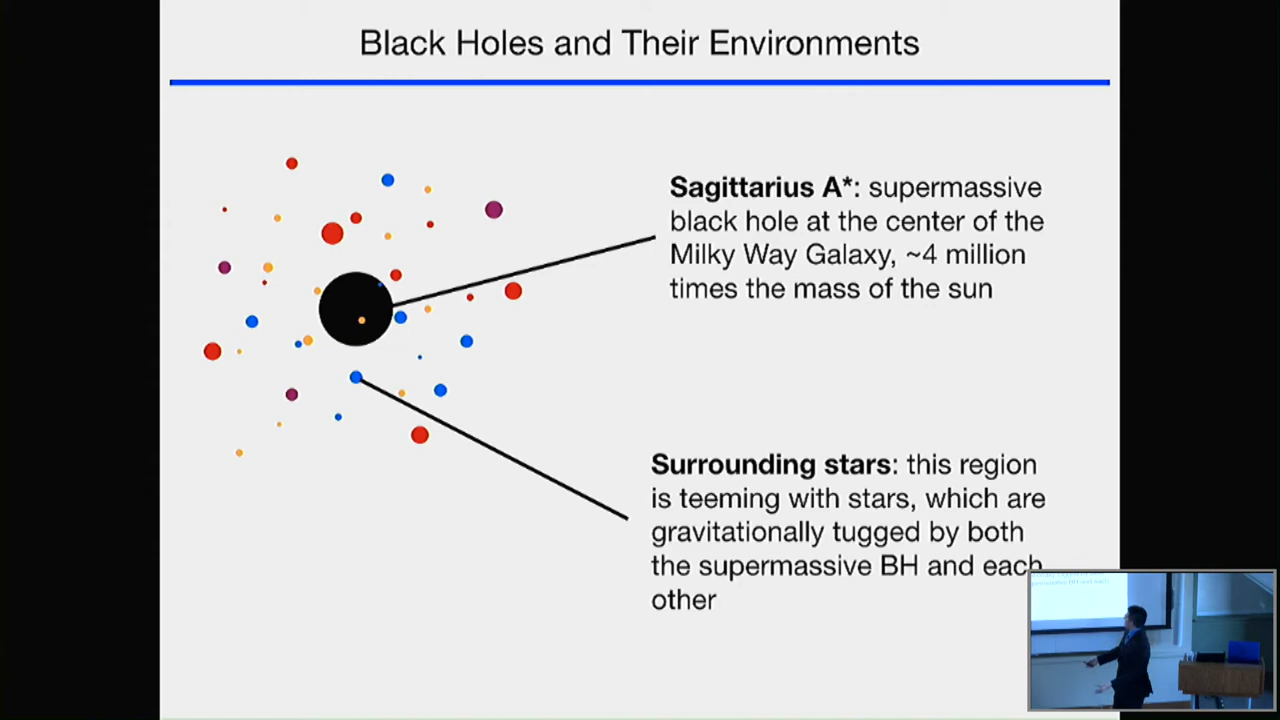 Black Holes and Their Environments
Sagittarius A*: supermassive
black hole at the center of the
Milky Way Galaxy, ~4 million
times the mass of the sun
Surrounding stars: this region
is teeming with stars, which are
gravitationally tugged by both
the supermassive BH and each
other